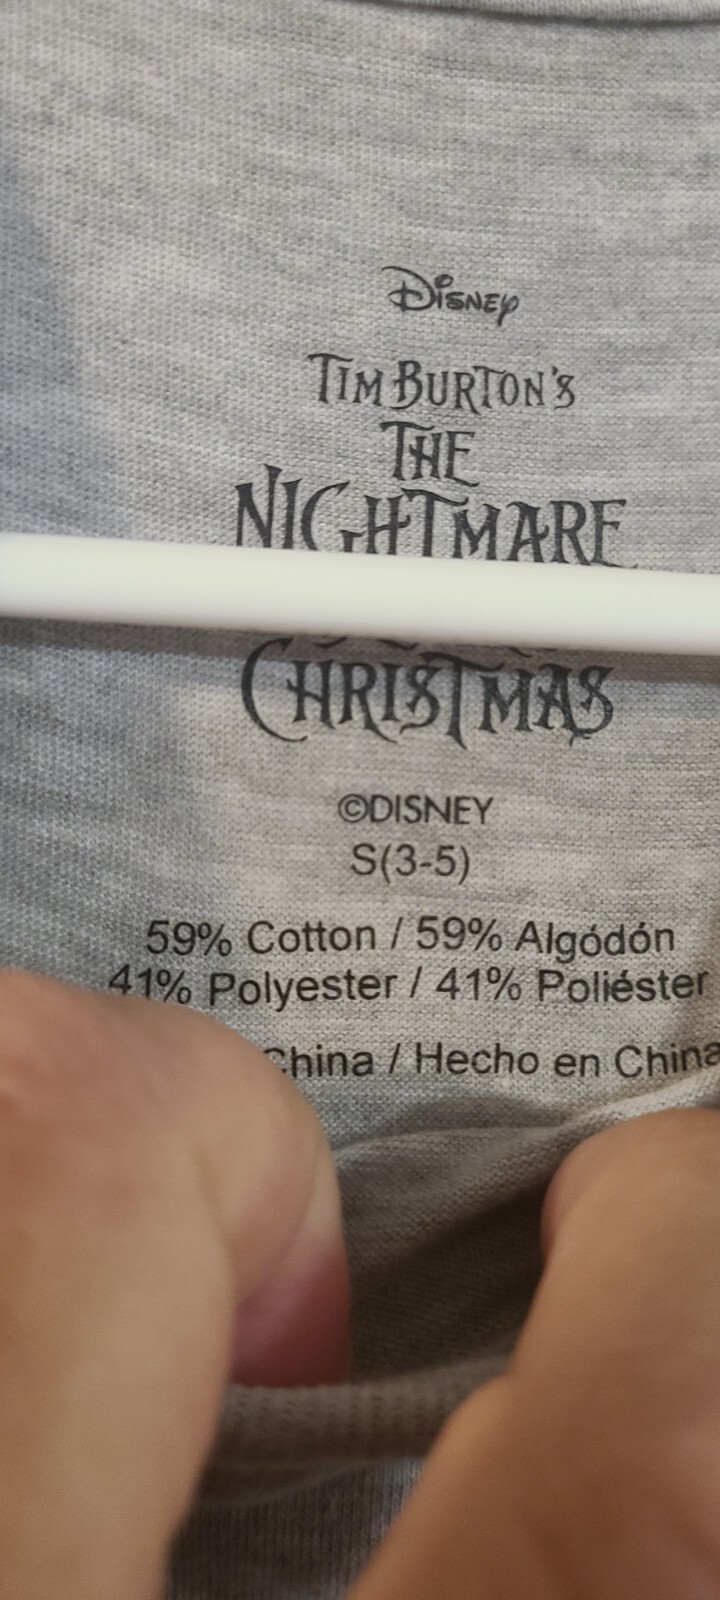 Disney
TIM BURTON'S
THE
NIGHTMARE
CHRISTMAS
©DISNEY
S(3-5)
59% Cotton / 59% Algódón
41% Polyester / 41% Poliéster
China / Hecho en China